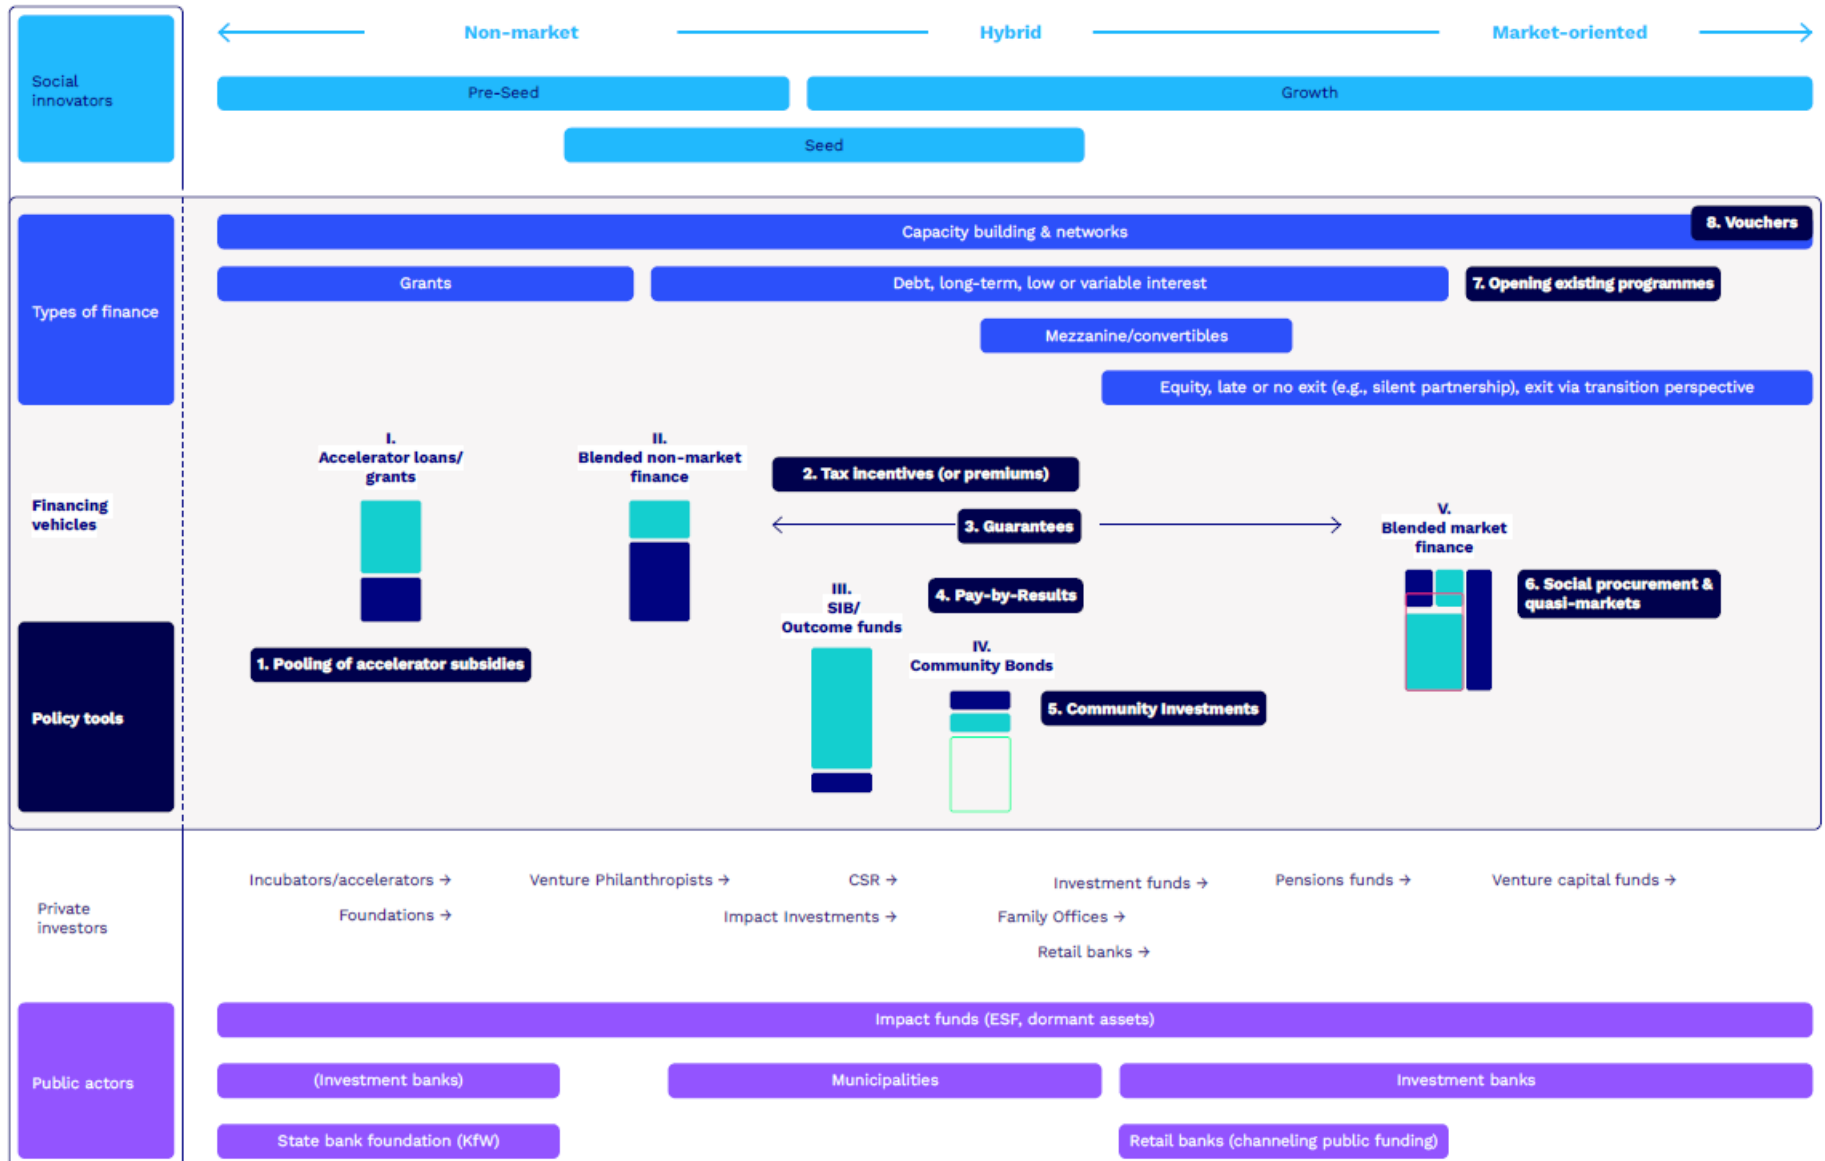 Non-market
Hybrid
Market-oriented
Social
innovators
Pre-Seed
Growth
Seed
Types of finance
Capacity building & networks
8. Vouchers
Grants
Debt, long-term, low or variable interest
7. Opening existing programmes
Mezzanine/convertibles
Equity, late or no exit (e.g., silent partnership), exit via transition perspective
Financing
vehicles
I.
Accelerator loans/
grants
II.
Blended non-market
finance
2. Tax incentives (or premiums)
3. Guarantees
V.
Blended market
finance
III.
SIB/
Outcome funds
4. Pay-by-Results
6. Social procurement &
quasi-markets
IV.
Community Bonds
Policy tools
1. Pooling of accelerator subsidies
5. Community Investments
Private
investors
Incubators/accelerators →
Venture Philanthropists →
CSR →
Investment funds →
Pensions funds →
Venture capital funds →
Foundations →
Impact Investments →
Family Offices →
Retail banks →
Public actors
Impact funds (ESF, dormant assets)
(Investment banks)
Municipalities
Investment banks
State bank foundation (KfW)
Retail banks (channeling public funding)